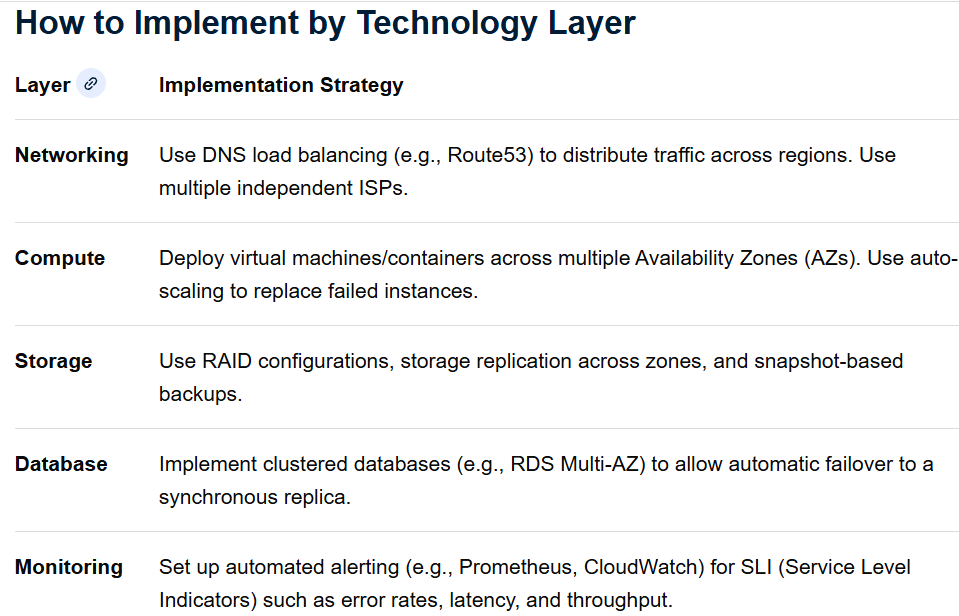 How to Implement by Technology Layer
Layer Implementation Strategy
Networking Use DNS load balancing (e.g., Route53) to distribute traffic across regions. Use
multiple independent ISPs.
Compute Deploy virtual machines/containers across multiple Availability Zones (AZs). Use auto-
scaling to replace failed instances.
Storage Use RAID configurations, storage replication across zones, and snapshot-based
backups.
Database Implement clustered databases (e.g., RDS Multi-AZ) to allow automatic failover to a
synchronous replica.
Monitoring Set up automated alerting (e.g., Prometheus, CloudWatch) for SLI (Service Level
Indicators) such as error rates, latency, and throughput.